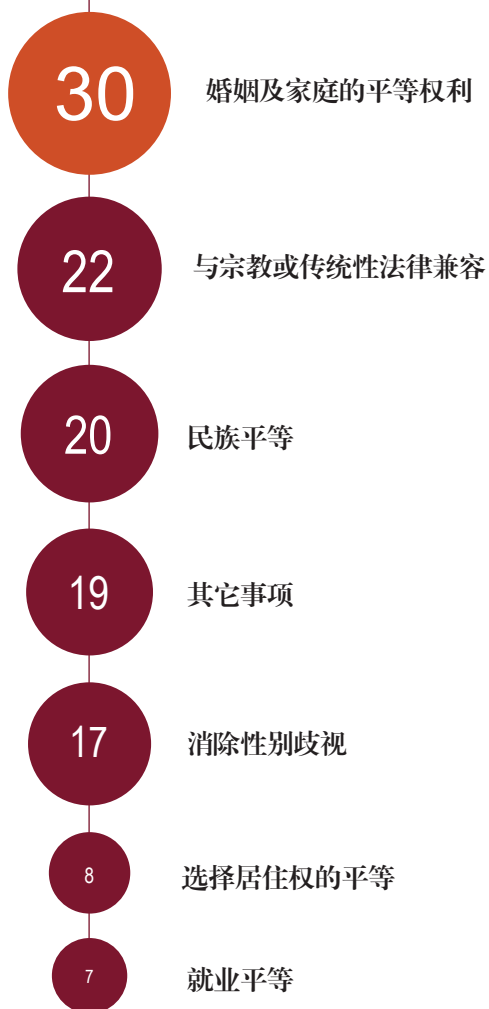 30 婚姻及家庭的平等权利
22 与宗教或传统性法律兼容
20 民族平等
19 其它事项
17 消除性别歧视
8 选择居住权的平等
7 就业平等